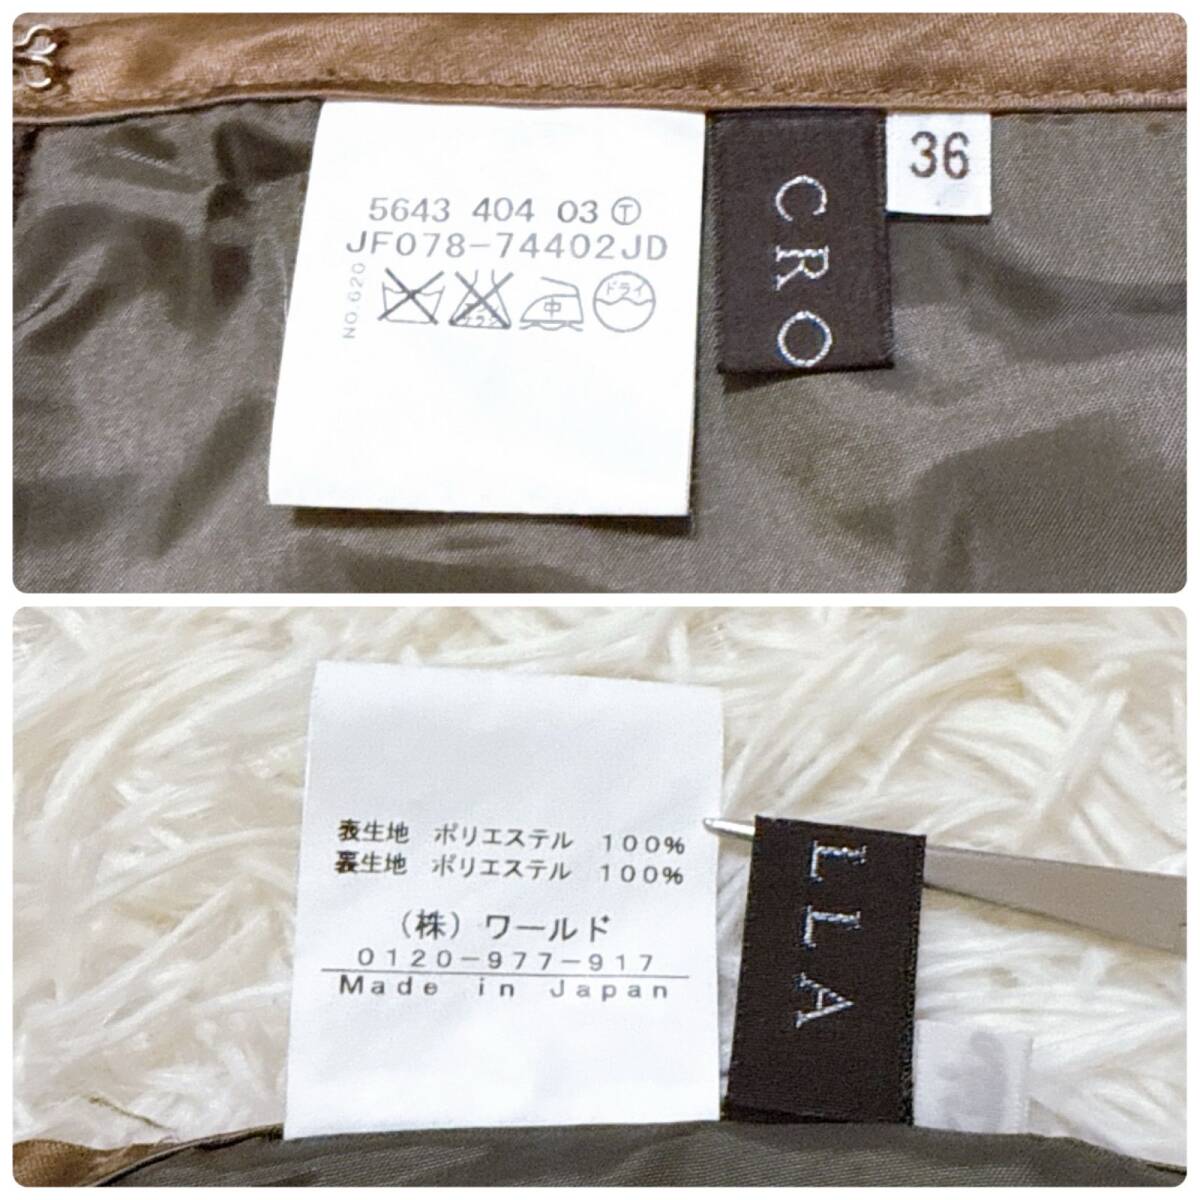 5643 404 03 Ⓣ
JF078-74402JD
NO.620
中
ドライ
CRO
36
表生地 ポリエステル 100%
裏生地 ポリエステル 100%
(株)ワールド
0120-977-917
Made in Japan
LLA